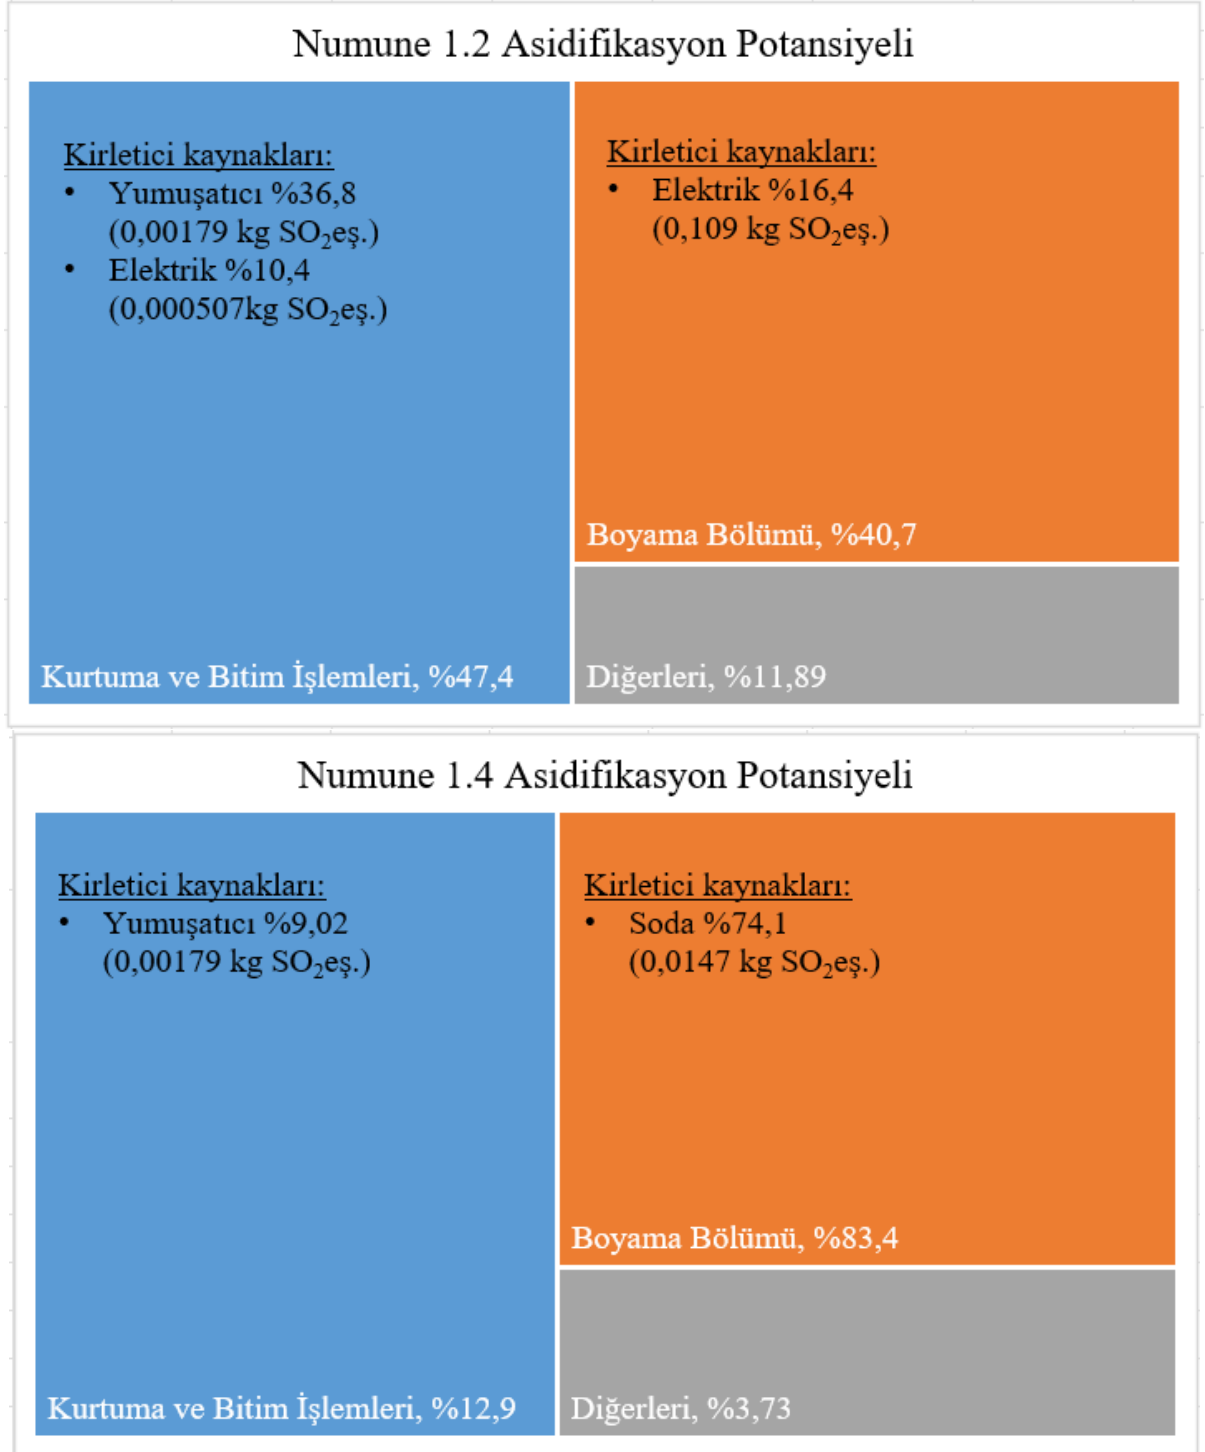 Numune 1.2 Asidifikasyon Potansiyeli
Kirletici kaynakları:
• Yumuşatıcı %36,8
(0,00179 kg SO₂eş.)
• Elektrik %10,4
(0,000507kg SO₂eş.)
Kurtuma ve Bitim İşlemleri, %47,4
Kirletici kaynakları:
• Elektrik %16,4
(0,109 kg SO₂eş.)
Boyama Bölümü, %40,7
Diğerleri, %11,89
Numune 1.4 Asidifikasyon Potansiyeli
Kirletici kaynakları:
• Yumuşatıcı %9,02
(0,00179 kg SO₂eş.)
Kurtuma ve Bitim İşlemleri, %12,9
Kirletici kaynakları:
• Soda %74,1
(0,0147 kg SO₂eş.)
Boyama Bölümü, %83,4
Diğerleri, %3,73